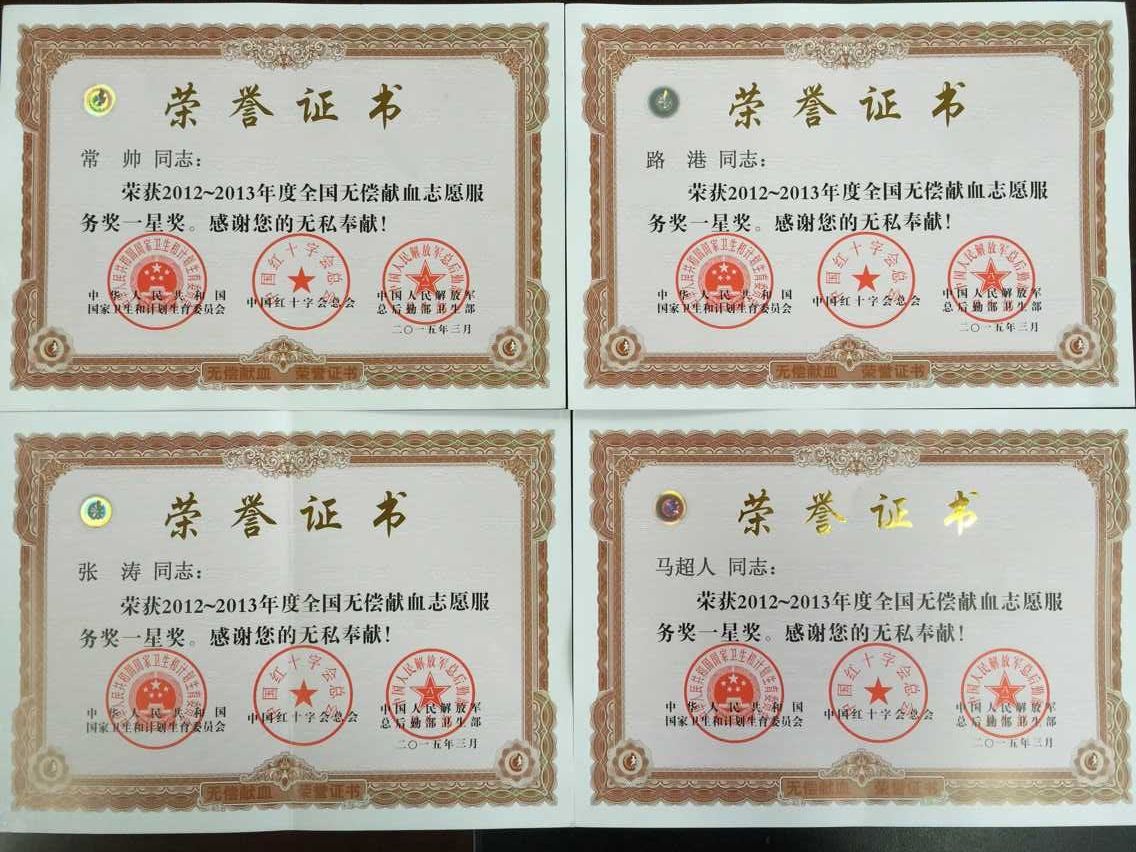 荣誉证书
常 帅 同志：
荣获2012~2013年度全国无偿献血志愿服
务奖一星奖。感谢您的无私奉献！
中华人民共和国
国家卫生和计划生育委员会
中国红十字会总会
中国人民解放军
总后勤部卫生部
二〇一五年三月
无偿献血 荣誉证书
荣誉证书
路 港 同志：
荣获2012~2013年度全国无偿献血志愿服
务奖一星奖。感谢您的无私奉献！
中华人民共和国
国家卫生和计划生育委员会
中国红十字会总会
中国人民解放军
总后勤部卫生部
二〇一五年三月
无偿献血 荣誉证书
荣誉证书
张 涛 同志：
荣获2012~2013年度全国无偿献血志愿服
务奖一星奖。感谢您的无私奉献！
中华人民共和国
国家卫生和计划生育委员会
中国红十字会总会
中国人民解放军
总后勤部卫生部
二〇一五年三月
无偿献血 荣誉证书
荣誉证书
马超人 同志：
荣获2012~2013年度全国无偿献血志愿服
务奖一星奖。感谢您的无私奉献！
中华人民共和国
国家卫生和计划生育委员会
中国红十字会总会
中国人民解放军
总后勤部卫生部
二〇一五年三月
无偿献血 荣誉证书